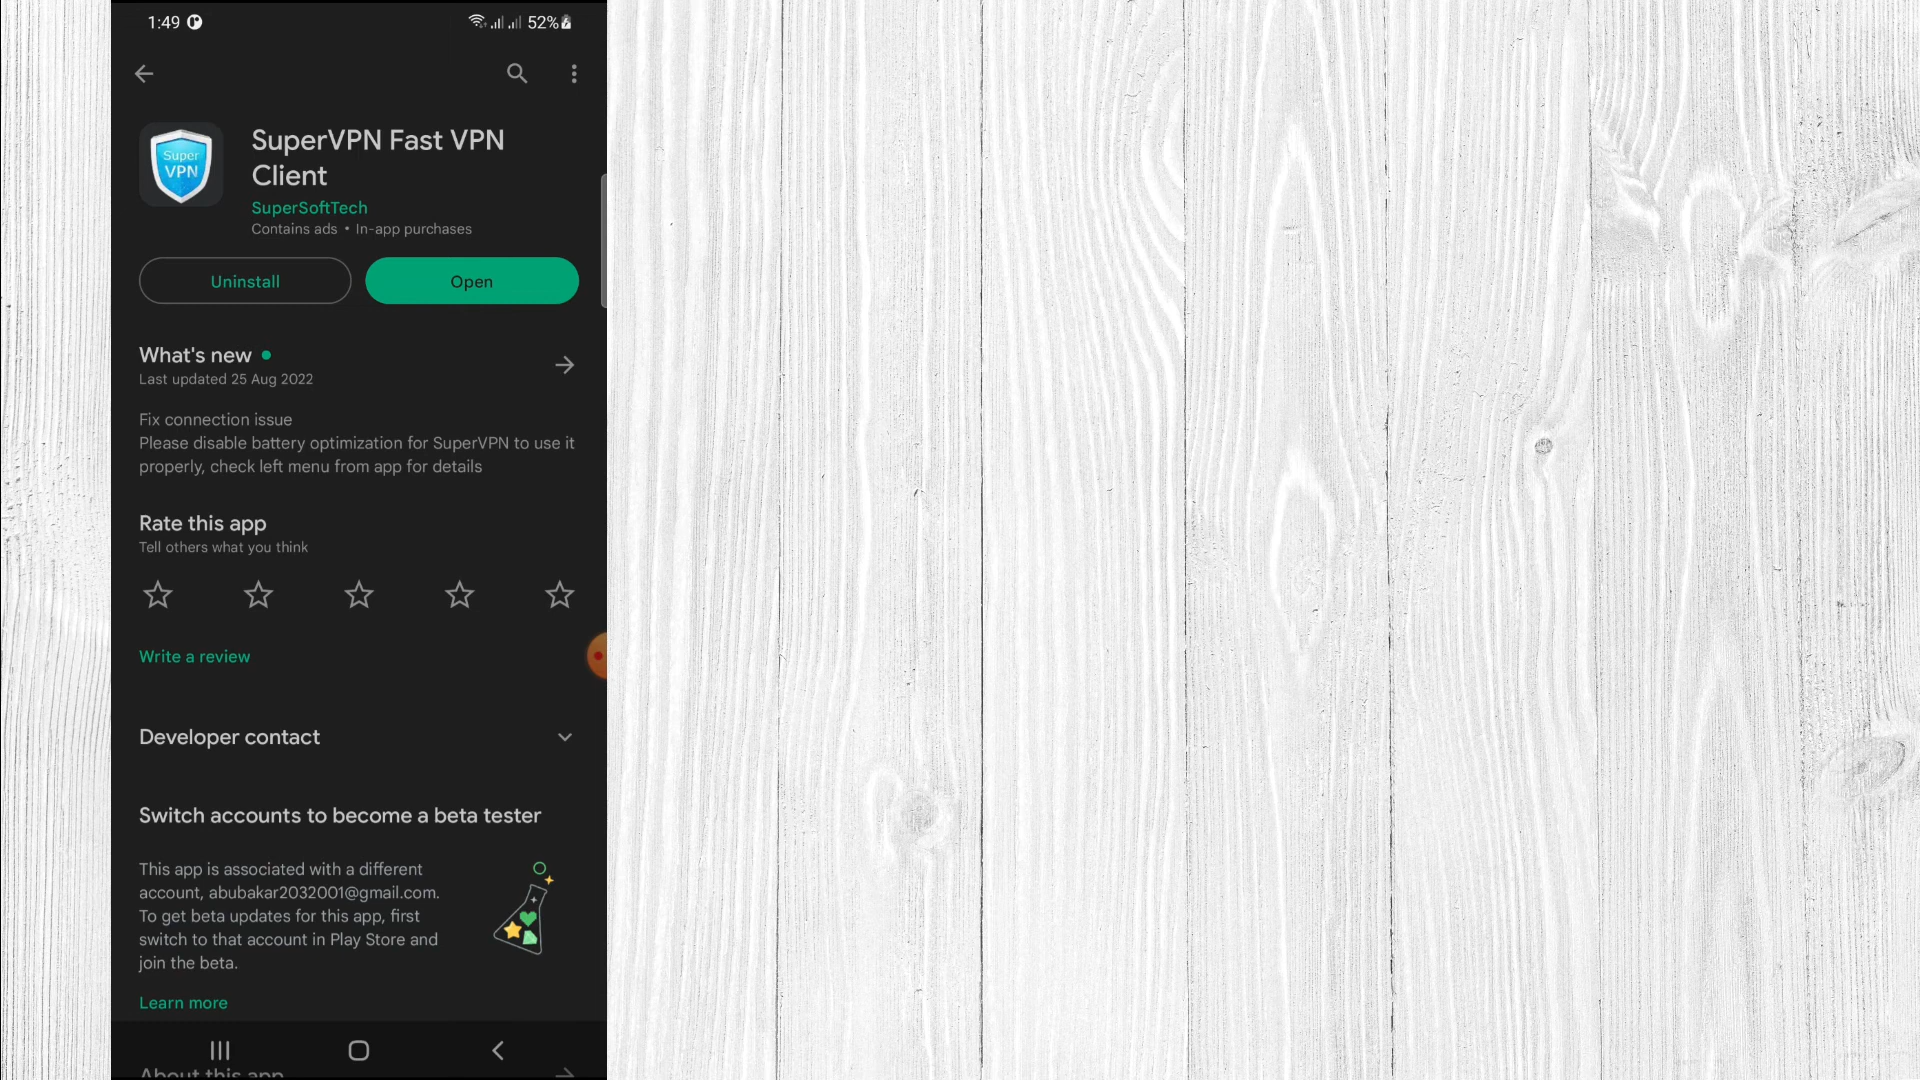 1:49
52%
Super
VPN
SuperVPN Fast VPN
Client
SuperSoftTech
Contains ads • In-app purchases
Uninstall
Open
What's new
Last updated 25 Aug 2022
Fix connection issue
Please disable battery optimization for SuperVPN to use it
properly, check left menu from app for details
Rate this app
Tell others what you think
Write a review
Developer contact
Switch accounts to become a beta tester
This app is associated with a different
account, abubakar2032001@gmail.com.
To get beta updates for this app, first
switch to that account in Play Store and
join the beta.
Learn more
About this app